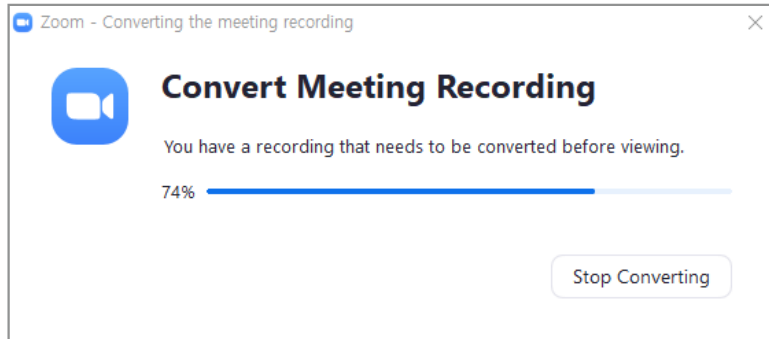 Zoom - Converting the meeting recording
Convert Meeting Recording
You have a recording that needs to be converted before viewing.
74%
Stop Converting